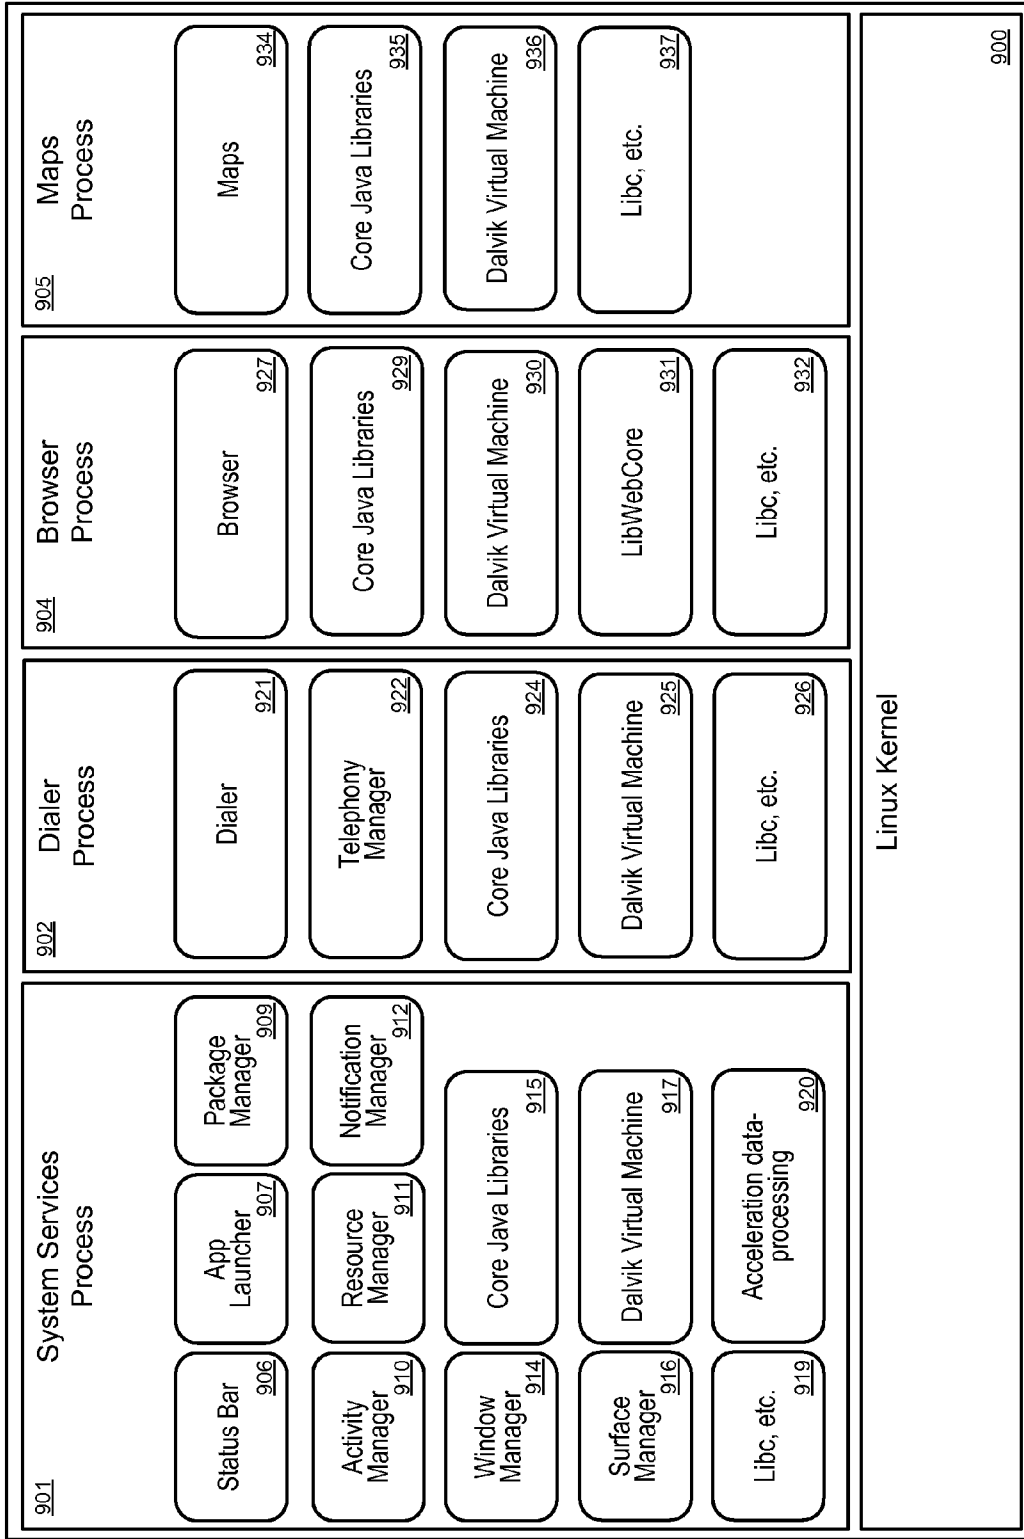 901
System Services
Process
Status Bar
906
App
Launcher
907
Package
Manager
909
Activity
Manager
910
Resource
Manager
911
Notification
Manager
912
Window
Manager
914
Core Java Libraries
915
Surface
Manager
916
Dalvik Virtual Machine
917
Libc, etc.
919
Acceleration data-
processing
920
902
Dialer
Process
Dialer
921
Telephony
Manager
922
Core Java Libraries
924
Dalvik Virtual Machine
925
Libc, etc.
926
904
Browser
Process
Browser
927
Core Java Libraries
929
Dalvik Virtual Machine
930
LibWebCore
931
Libc, etc.
932
905
Maps
Process
Maps
934
Core Java Libraries
935
Dalvik Virtual Machine
936
Libc, etc.
937
Linux Kernel
900